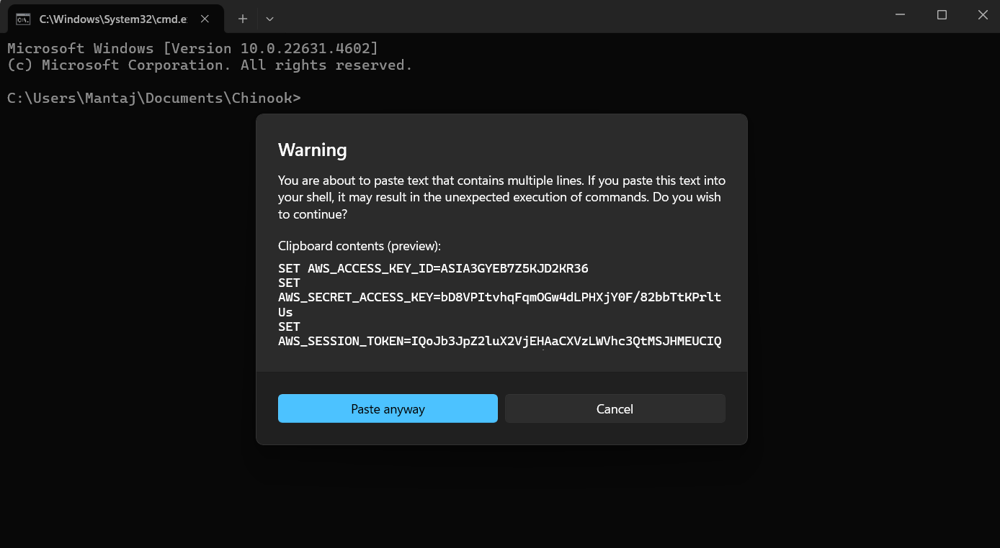 C:\Windows\System32\cmd.e
Microsoft Windows [Version 10.0.22631.4602]
(c) Microsoft Corporation. All rights reserved.
C:\Users\Mantaj\Documents\Chinook>
Warning
You are about to paste text that contains multiple lines. If you paste this text into
your shell, it may result in the unexpected execution of commands. Do you wish
to continue?
Clipboard contents (preview):
SET AWS_ACCESS_KEY_ID=ASIA3GYEB7Z5KJD2KR36
SET
AWS_SECRET_ACCESS_KEY=bD8VPItvhqFqmOGw4dLPHXjY0F/82bbTtKPrlt
Us
SET
AWS_SESSION_TOKEN=IQoJb3JpZ2luX2VjEHAaCXVzLWVhc3QtMSJHMEUCIQ
Paste anyway
Cancel